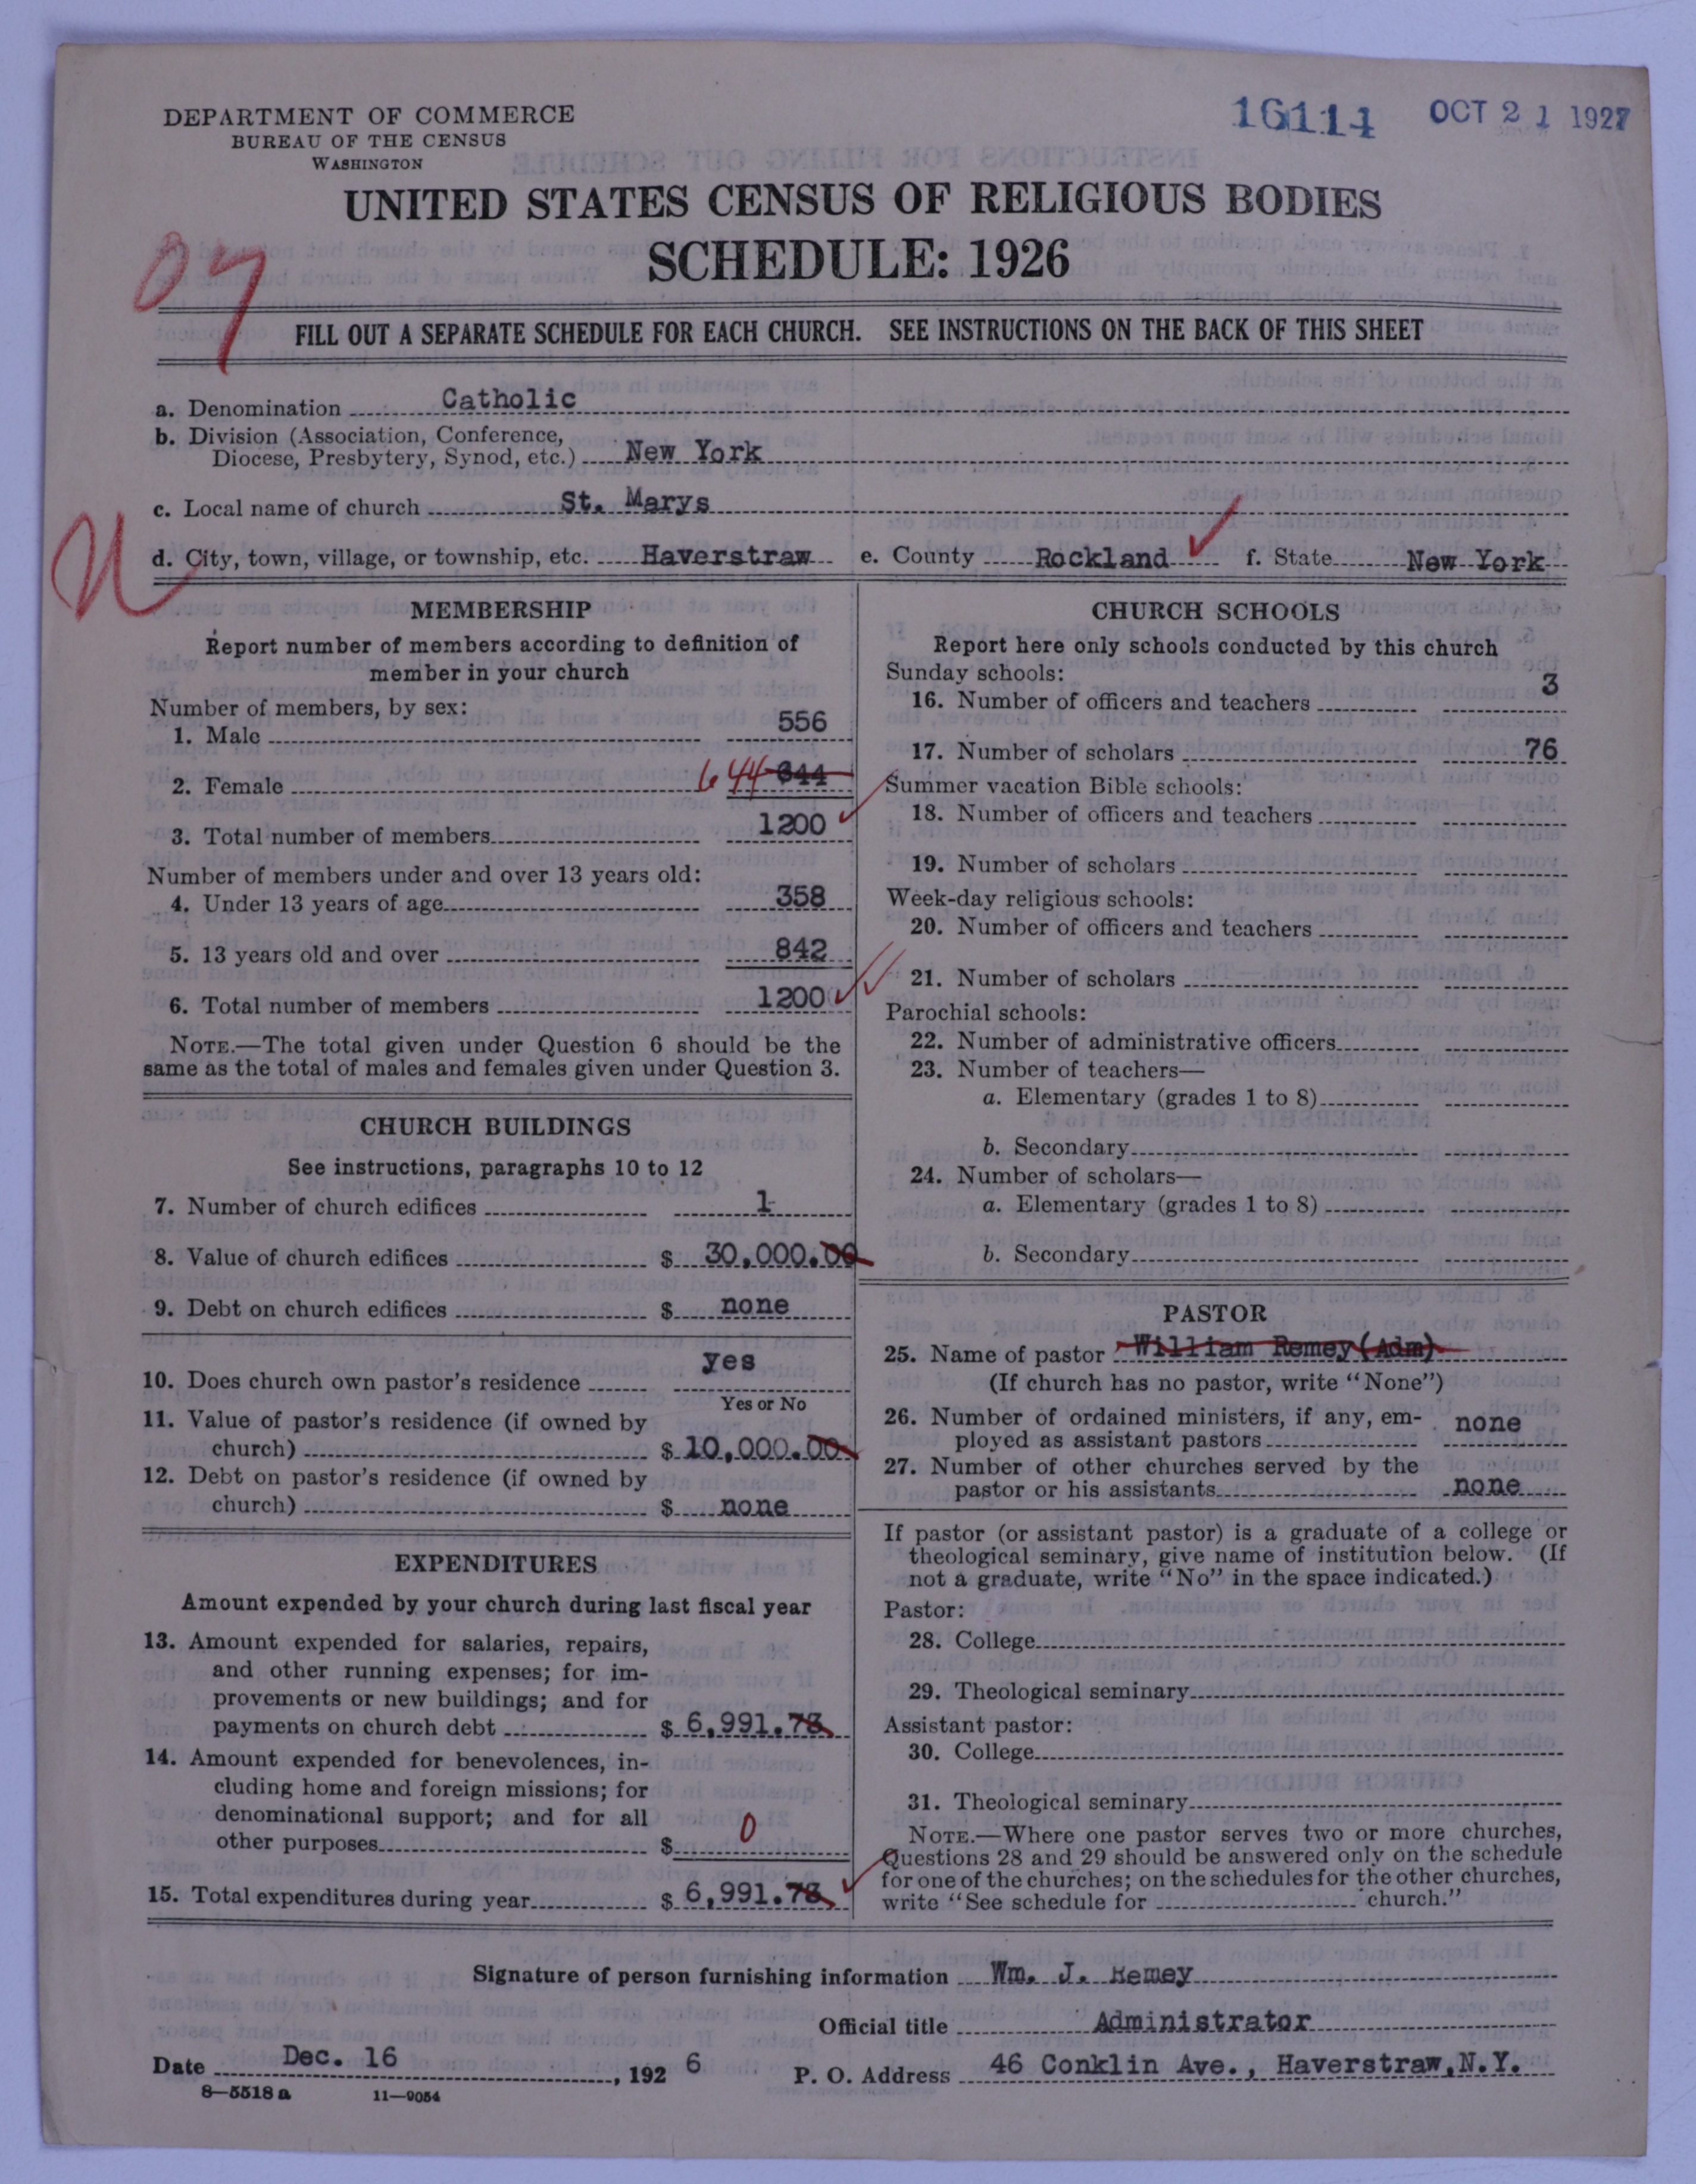 DEPARTMENT OF COMMERCE
BUREAU OF THE CENSUS
WASHINGTON
16114 OCT 21 1927
UNITED STATES CENSUS OF RELIGIOUS BODIES
SCHEDULE: 1926
FILL OUT A SEPARATE SCHEDULE FOR EACH CHURCH. SEE INSTRUCTIONS ON THE BACK OF THIS SHEET
a. Denomination Catholic
b. Division (Association, Conference,
Diocese, Presbytery, Synod, etc.) New York
c. Local name of church St. Marys
d. City, town, village, or township, etc. Haverstraw e. County Rockland f. State New York
MEMBERSHIP
Report number of members according to definition of
member in your church
Number of members, by sex:
1. Male 556
2. Female 644 644
3. Total number of members 1200
Number of members under and over 13 years old:
4. Under 13 years of age 358
5. 13 years old and over 842
6. Total number of members 1200
NOTE.—The total given under Question 6 should be the
same as the total of males and females given under Question 3.
CHURCH BUILDINGS
See instructions, paragraphs 10 to 12
7. Number of church edifices 1
8. Value of church edifices $ 30,000.00
9. Debt on church edifices $ none
10. Does church own pastor's residence yes
Yes or No
11. Value of pastor's residence (if owned by
church) $ 10,000.00
12. Debt on pastor's residence (if owned by
church) $ none
EXPENDITURES
Amount expended by your church during last fiscal year
13. Amount expended for salaries, repairs,
and other running expenses; for im-
provements or new buildings; and for
payments on church debt $ 6,991.73
14. Amount expended for benevolences, in-
cluding home and foreign missions; for
denominational support; and for all
other purposes $ 0
15. Total expenditures during year $ 6,991.73
CHURCH SCHOOLS
Report here only schools conducted by this church
Sunday schools:
16. Number of officers and teachers 3
17. Number of scholars 76
Summer vacation Bible schools:
18. Number of officers and teachers
19. Number of scholars
Week-day religious schools:
20. Number of officers and teachers
21. Number of scholars
Parochial schools:
22. Number of administrative officers
23. Number of teachers—
a. Elementary (grades 1 to 8)
b. Secondary
24. Number of scholars—
a. Elementary (grades 1 to 8)
b. Secondary
PASTOR
25. Name of pastor William Remey (Adm)
(If church has no pastor, write "None")
26. Number of ordained ministers, if any, em-
ployed as assistant pastors none
27. Number of other churches served by the
pastor or his assistants none
If pastor (or assistant pastor) is a graduate of a college or
theological seminary, give name of institution below. (If
not a graduate, write "No" in the space indicated.)
Pastor:
28. College
29. Theological seminary
Assistant pastor:
30. College
31. Theological seminary
NOTE.—Where one pastor serves two or more churches,
Questions 28 and 29 should be answered only on the schedule
for one of the churches; on the schedules for the other churches,
write "See schedule for church."
Signature of person furnishing information Wm. J. Remey
Official title Administrator
Date Dec. 16, 1926 P. O. Address 46 Conklin Ave., Haverstraw, N.Y.
8—5518 a 11—9054